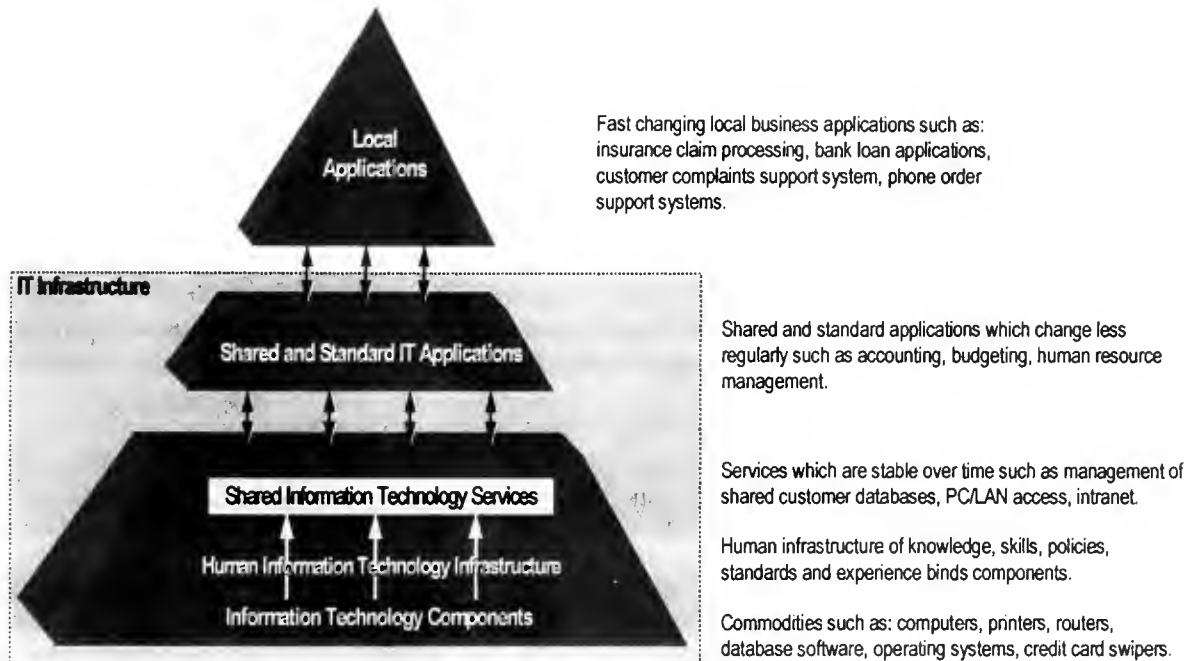 Local
Applications
Fast changing local business applications such as:
insurance claim processing, bank loan applications,
customer complaints support system, phone order
support systems.
IT Infrastructure
Shared and Standard IT Applications
Shared and standard applications which change less
regularly such as accounting, budgeting, human resource
management.
Shared Information Technology Services
Services which are stable over time such as management of
shared customer databases, PC/LAN access, intranet.
Human Information Technology Infrastructure
Human infrastructure of knowledge, skills, policies,
standards and experience binds components.
Information Technology Components
Commodities such as: computers, printers, routers,
database software, operating systems, credit card swipers.